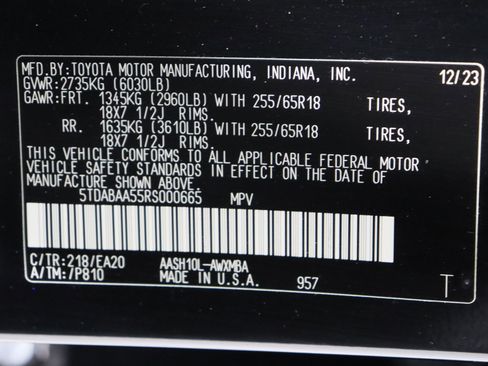 MFD.BY:TOYOTA MOTOR MANUFACTURING, INDIANA, INC. 12/23
GVWR:2735KG (6030LB)
GAWR:FRT. 1345KG (2960LB) WITH 255/65R18 TIRES,
18X7 1/2J RIMS.
RR. 1635KG (3610LB) WITH 255/65R18 TIRES,
18X7 1/2J RIMS.
THIS VEHICLE CONFORMS TO ALL APPLICABLE FEDERAL MOTOR
VEHICLE SAFETY STANDARDS IN EFFECT ON THE DATE OF
MANUFACTURE SHOWN ABOVE.
5TDABAA55RS000665 MPV
C/TR:218/EA20 AASH10L-AWXMBA
A/TM:/P810 MADE IN U.S.A. 957 T